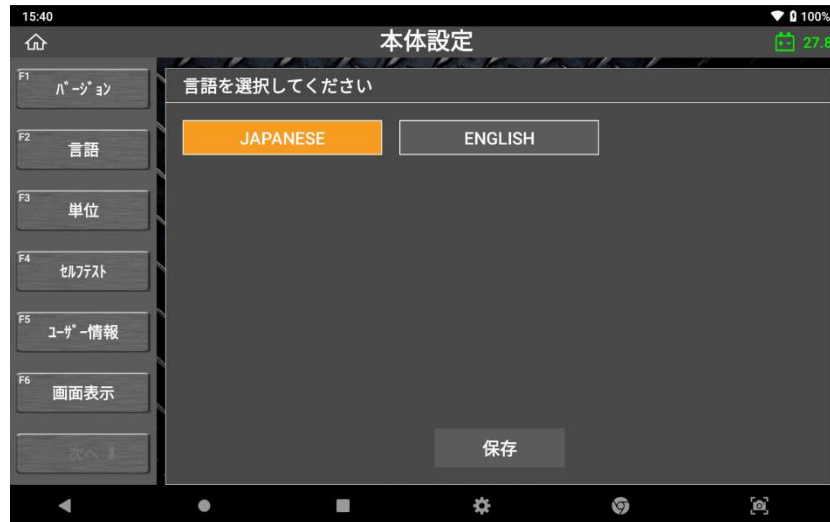 15:40
100%
本体設定
27.8
F1
ﾊﾞｰｼﾞｮﾝ
言語を選択してください
JAPANESE
ENGLISH
F2
言語
F3
単位
F4
ｾﾙﾌﾃｽﾄ
F5
ﾕｰｻﾞｰ情報
F6
画面表示
次へ
保存